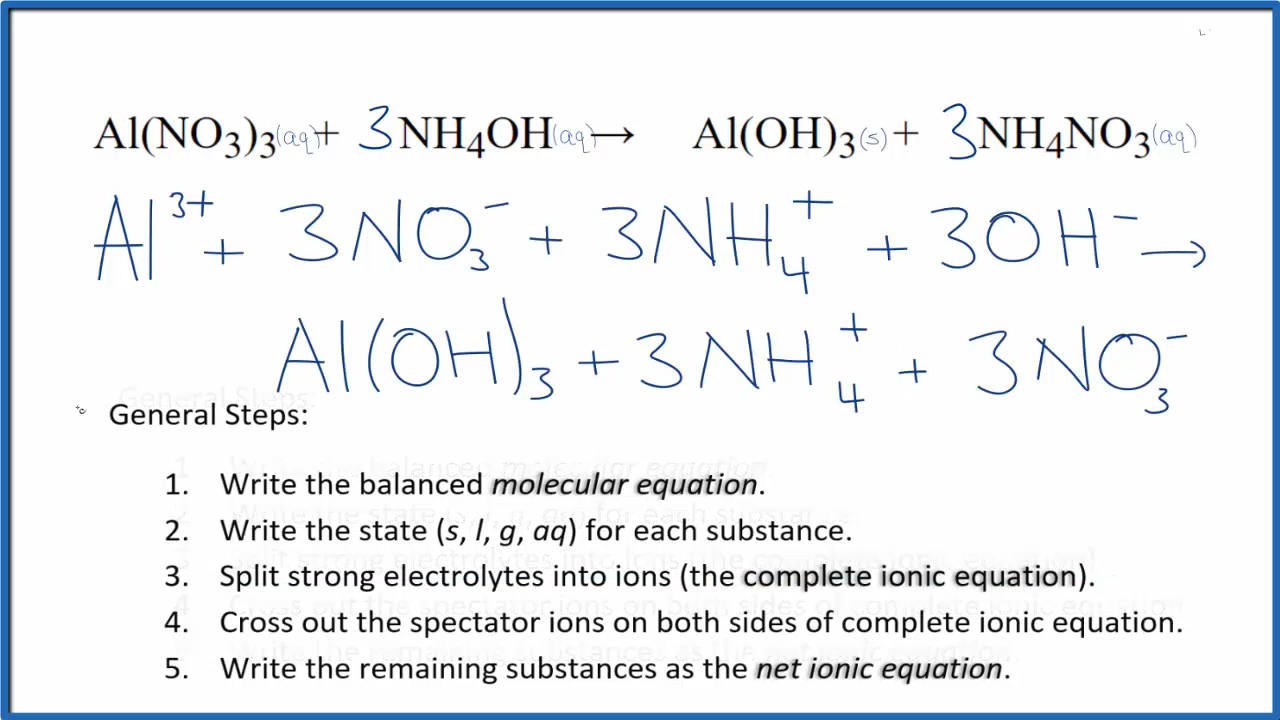 Al(NO₃)₃(aq) + 3NH₄OH(aq) → Al(OH)₃(s) + 3NH₄NO₃(aq)
Al³⁺ + 3NO₃⁻ + 3NH₄⁺ + 3OH⁻ →
Al(OH)₃ + 3NH₄⁺ + 3NO₃⁻
General Steps:
1. Write the balanced molecular equation.
2. Write the state (s, l, g, aq) for each substance.
3. Split strong electrolytes into ions (the complete ionic equation).
4. Cross out the spectator ions on both sides of complete ionic equation.
5. Write the remaining substances as the net ionic equation.